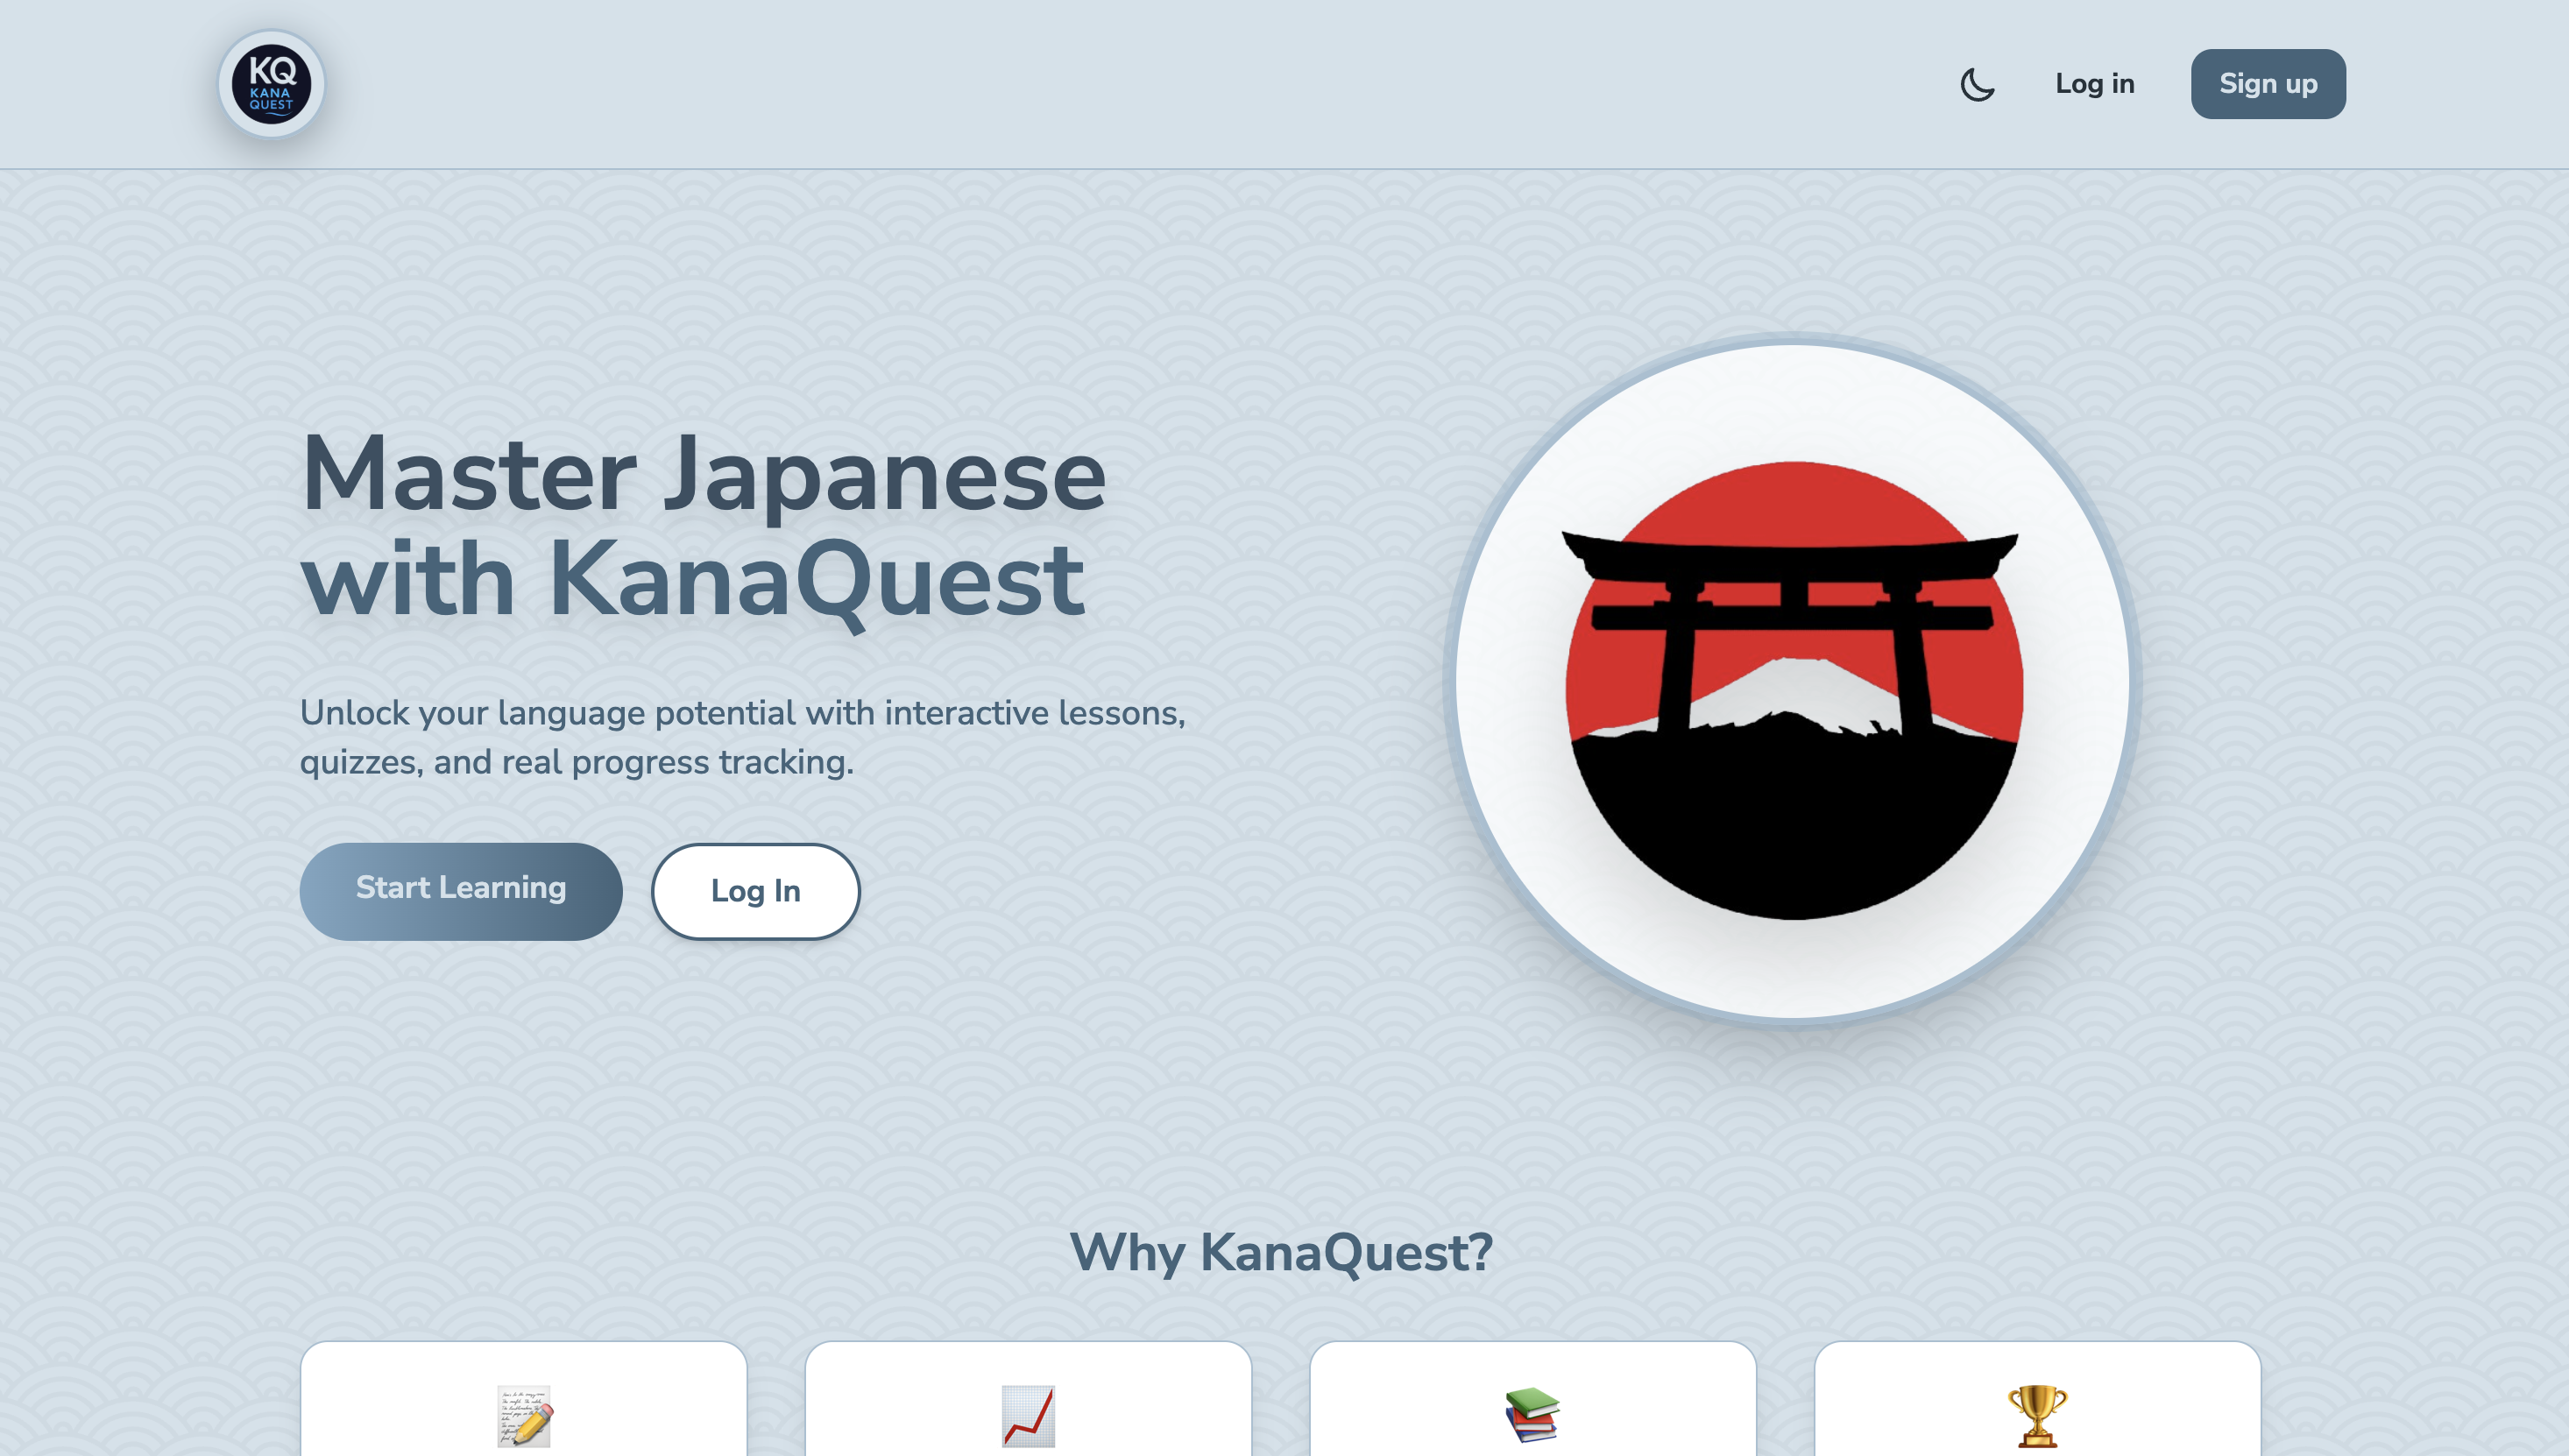 KQ
KANA
QUEST
Log in
Sign up
Master Japanese
with KanaQuest
Unlock your language potential with interactive lessons,
quizzes, and real progress tracking.
Start Learning
Log In
Why KanaQuest?